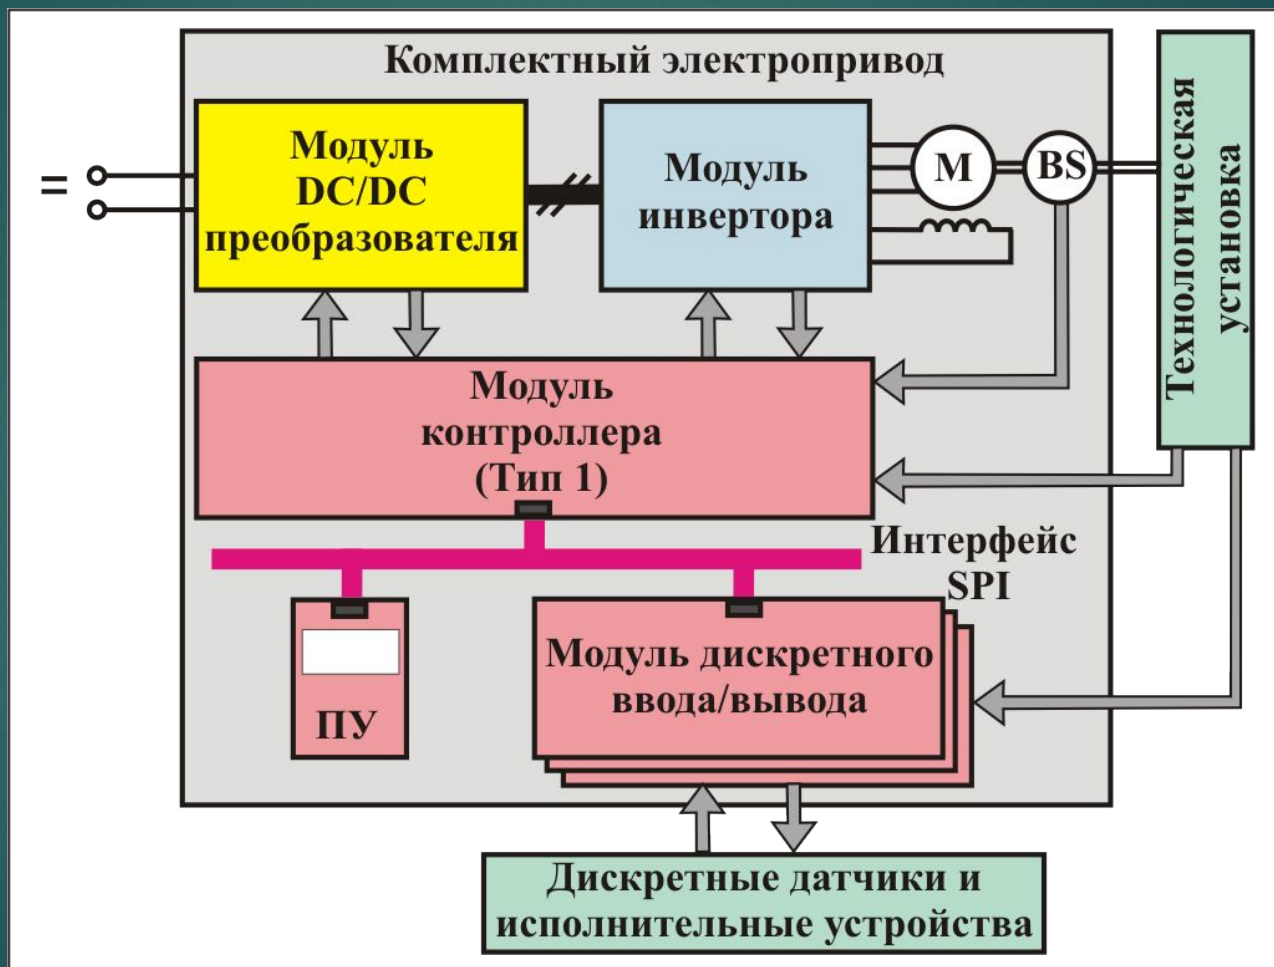 Комплектный электропривод
=
Модуль
DC/DC
преобразователя
Модуль
инвертора
М
BS
Технологическая
установка
Модуль
контроллера
(Тип 1)
Интерфейс
SPI
ПУ
Модуль дискретного
ввода/вывода
Дискретные датчики и
исполнительные устройства